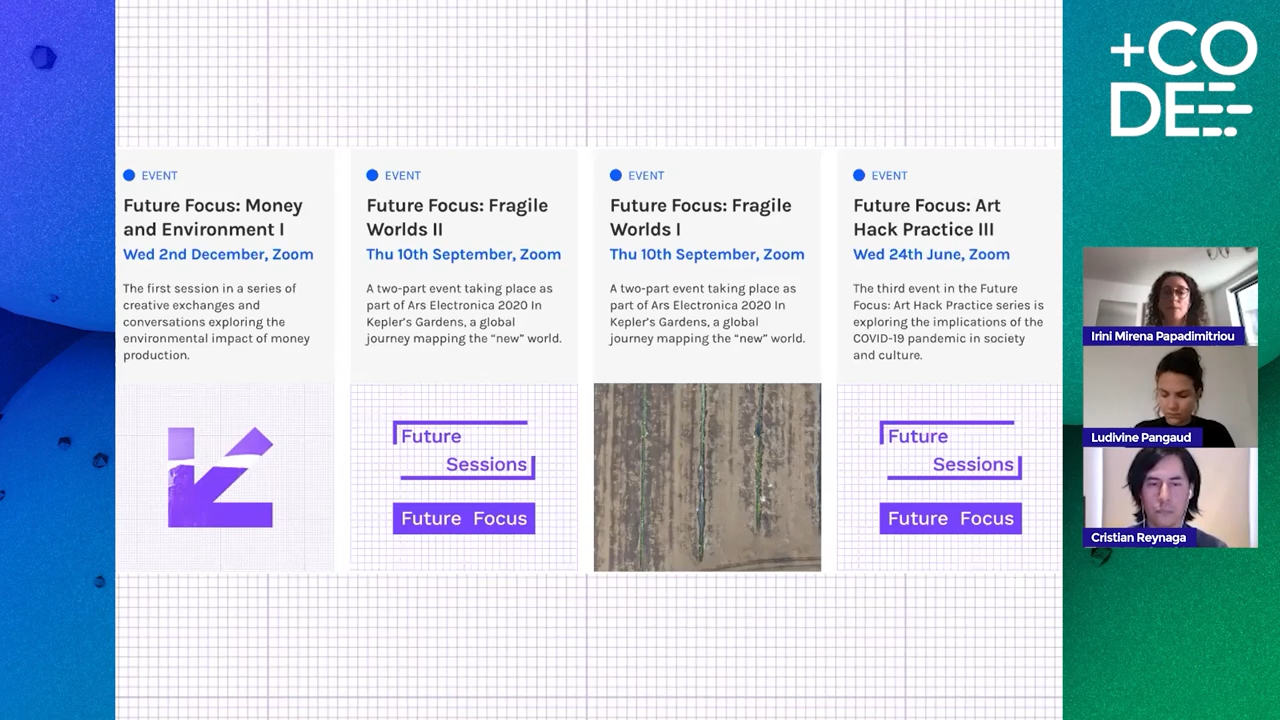 EVENT
Future Focus: Money
and Environment I
Wed 2nd December, Zoom
The first session in a series of
creative exchanges and
conversations exploring the
environmental impact of money
production.
EVENT
Future Focus: Fragile
Worlds II
Thu 10th September, Zoom
A two-part event taking place as
part of Ars Electronica 2020 In
Kepler's Gardens, a global
journey mapping the “new” world.
Future
Sessions
Future Focus
EVENT
Future Focus: Fragile
Worlds I
Thu 10th September, Zoom
A two-part event taking place as
part of Ars Electronica 2020 In
Kepler's Gardens, a global
journey mapping the “new” world.
EVENT
Future Focus: Art
Hack Practice III
Wed 24th June, Zoom
The third event in the Future
Focus: Art Hack Practice series is
exploring the implications of the
COVID-19 pandemic in society
and culture.
Future
Sessions
Future Focus
+CO
DE
Irini Mirena Papadimitriou
Ludivine Pangaud
Cristian Reynaga